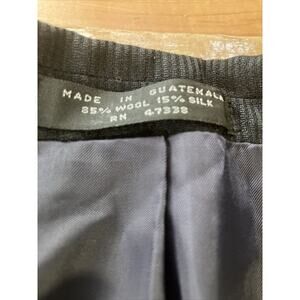 MADE IN GUATEMALA
85% WOOL 15% SILK
RN 47338